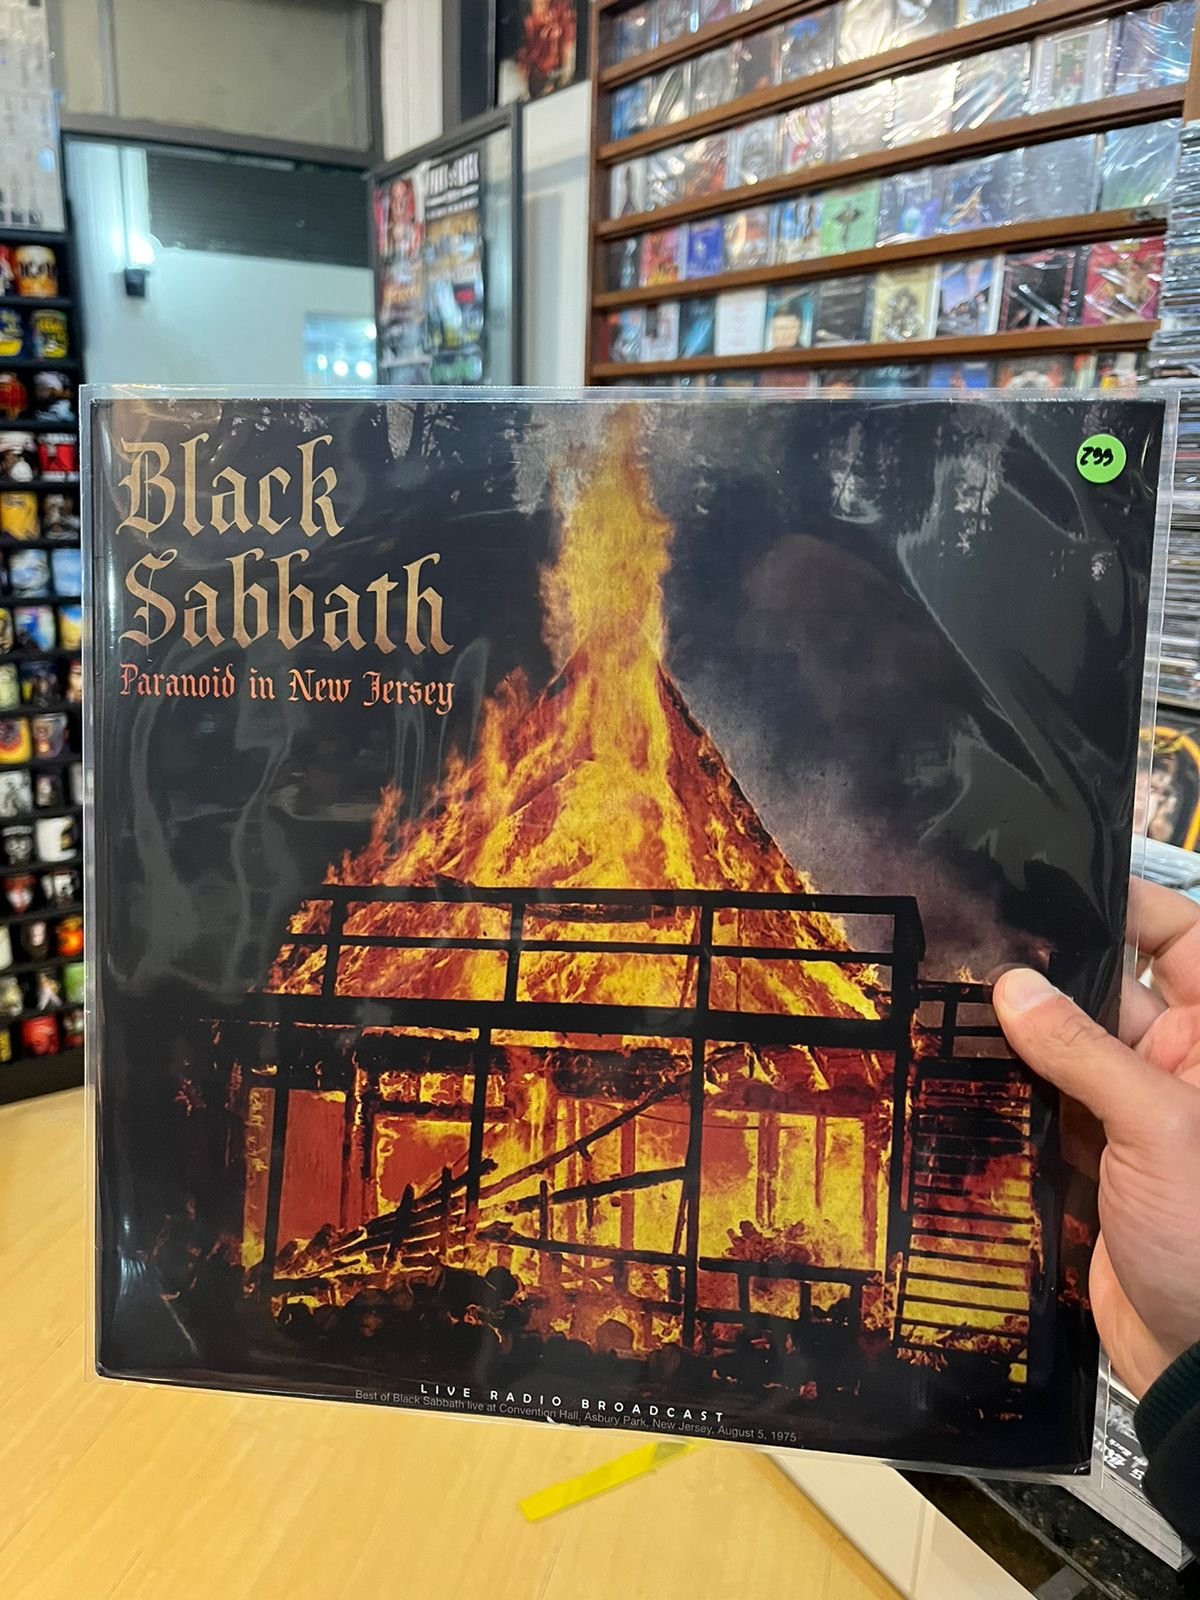 Black
Sabbath
Paranoid in New Jersey
299
LIVE RADIO BROADCAST
Best of Black Sabbath live at Convention Hall, Asbury Park, New Jersey, August 5, 1975